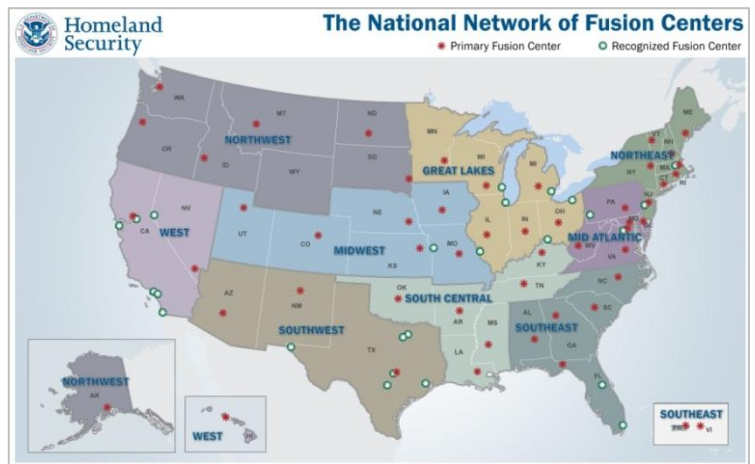 Homeland
Security
The National Network of Fusion Centers
Primary Fusion Center
Recognized Fusion Center
WA
MT
ND
MN
ME
VT
NH
OR
NORTHWEST
ID
SD
WI
MI
NORTHEAST
NY
MA
CT
RI
WY
GREAT LAKES
IA
PA
NJ
NV
NE
IL
IN
OH
CA
WEST
UT
CO
MIDWEST
MO
MID ATLANTIC
WV
VA
KS
KY
AZ
NM
OK
SOUTH CENTRAL
TN
NC
SOUTHWEST
AR
MS
AL
SOUTHEAST
SC
GA
TX
LA
FL
NORTHWEST
AK
WEST
HI
SOUTHEAST
VI